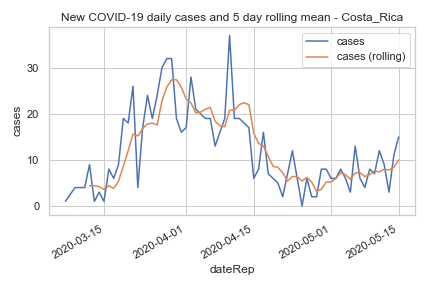 New COVID-19 daily cases and 5 day rolling mean - Costa_Rica
cases
cases (rolling)
cases
30
20
10
0
2020-03-15
2020-04-01
2020-04-15
2020-05-01
2020-05-15
dateRep